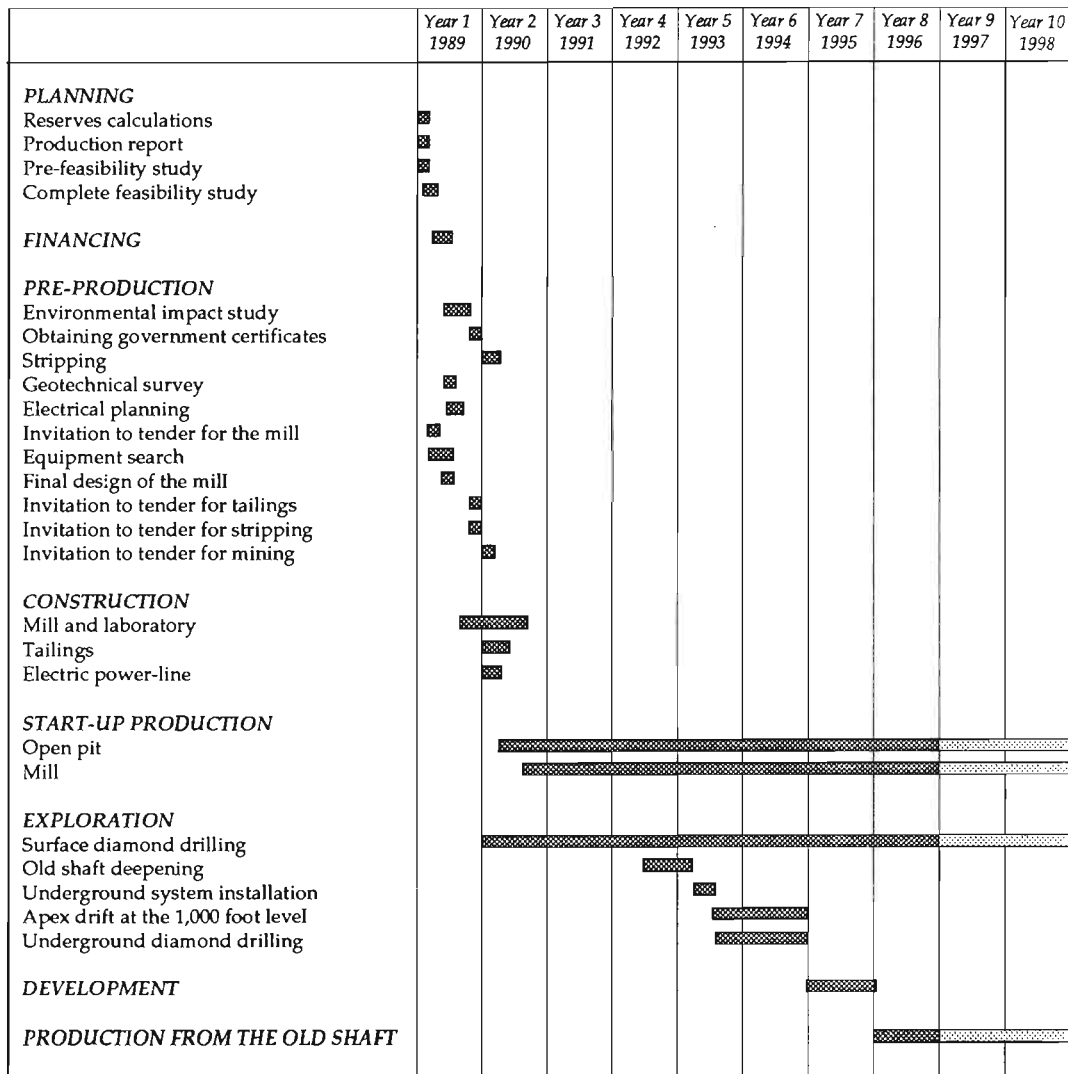 Year 1 Year 2 Year 3 Year 4 Year 5 Year 6 Year 7 Year 8 Year 9 Year 10
1989 1990 1991 1992 1993 1994 1995 1996 1997 1998
PLANNING
Reserves calculations
Production report
Pre-feasibility study
Complete feasibility study
FINANCING
PRE-PRODUCTION
Environmental impact study
Obtaining government certificates
Stripping
Geotechnical survey
Electrical planning
Invitation to tender for the mill
Equipment search
Final design of the mill
Invitation to tender for tailings
Invitation to tender for stripping
Invitation to tender for mining
CONSTRUCTION
Mill and laboratory
Tailings
Electric power-line
START-UP PRODUCTION
Open pit
Mill
EXPLORATION
Surface diamond drilling
Old shaft deepening
Underground system installation
Apex drift at the 1,000 foot level
Underground diamond drilling
DEVELOPMENT
PRODUCTION FROM THE OLD SHAFT